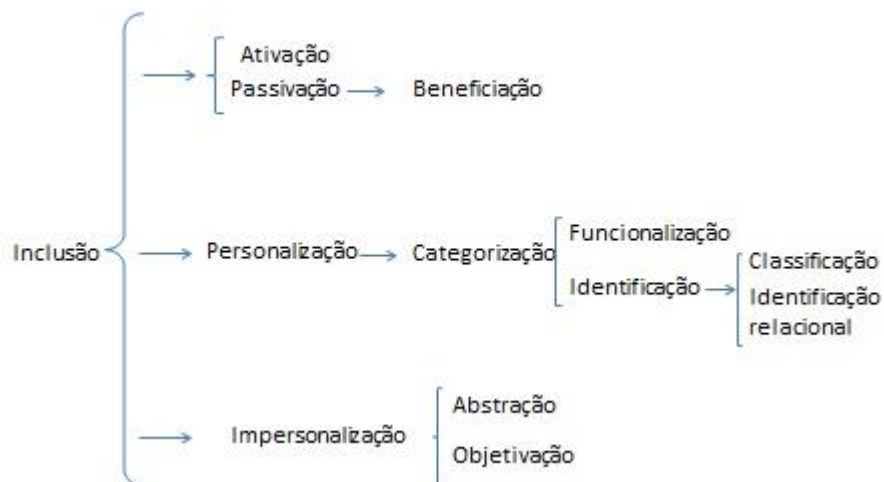 Ativação
Passivação
Beneficiação
Inclusão
Personalização
Categorização
Funcionalização
Identificação
Classificação
Identificação
relacional
Impersonalização
Abstração
Objetivação